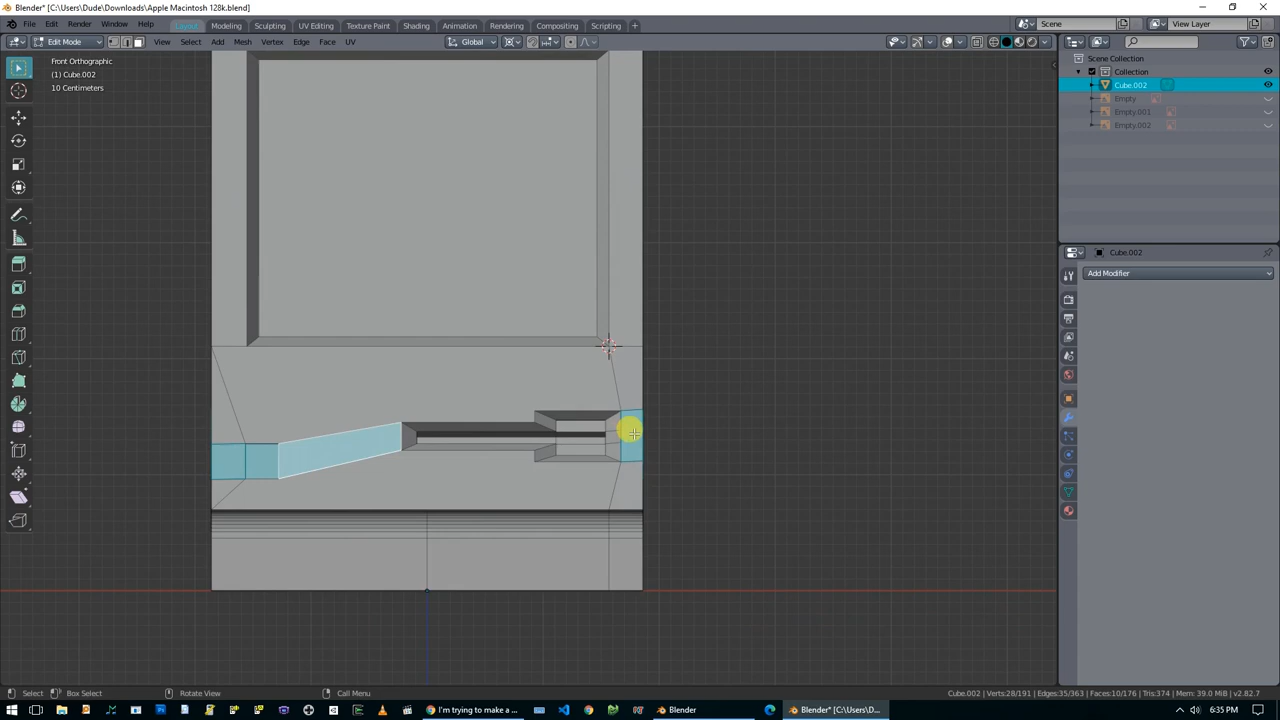 Blender* [C:\Users\Dude\Downloads\Apple Macintosh 128k.blend]
File Edit Render Window Help Layout Modeling Sculpting UV Editing Texture Paint Shading Animation Rendering Compositing Scripting + Scene View Layer
Edit Mode View Select Add Mesh Vertex Edge Face UV Global
Front Orthographic
(1) Cube.002
10 Centimeters
Scene Collection
Collection
Cube.002
Empty
Empty.001
Empty.002
Cube.002
Add Modifier
Select Box Select Rotate View Call Menu Cube.002 | Verts:28/191 | Edges:35/363 | Faces:10/176 | Tris:374 | Mem: 39.0 MiB | v2.82.7
I'm trying to make a ... Blender Blender* [C:\Users\D... 6:35 PM